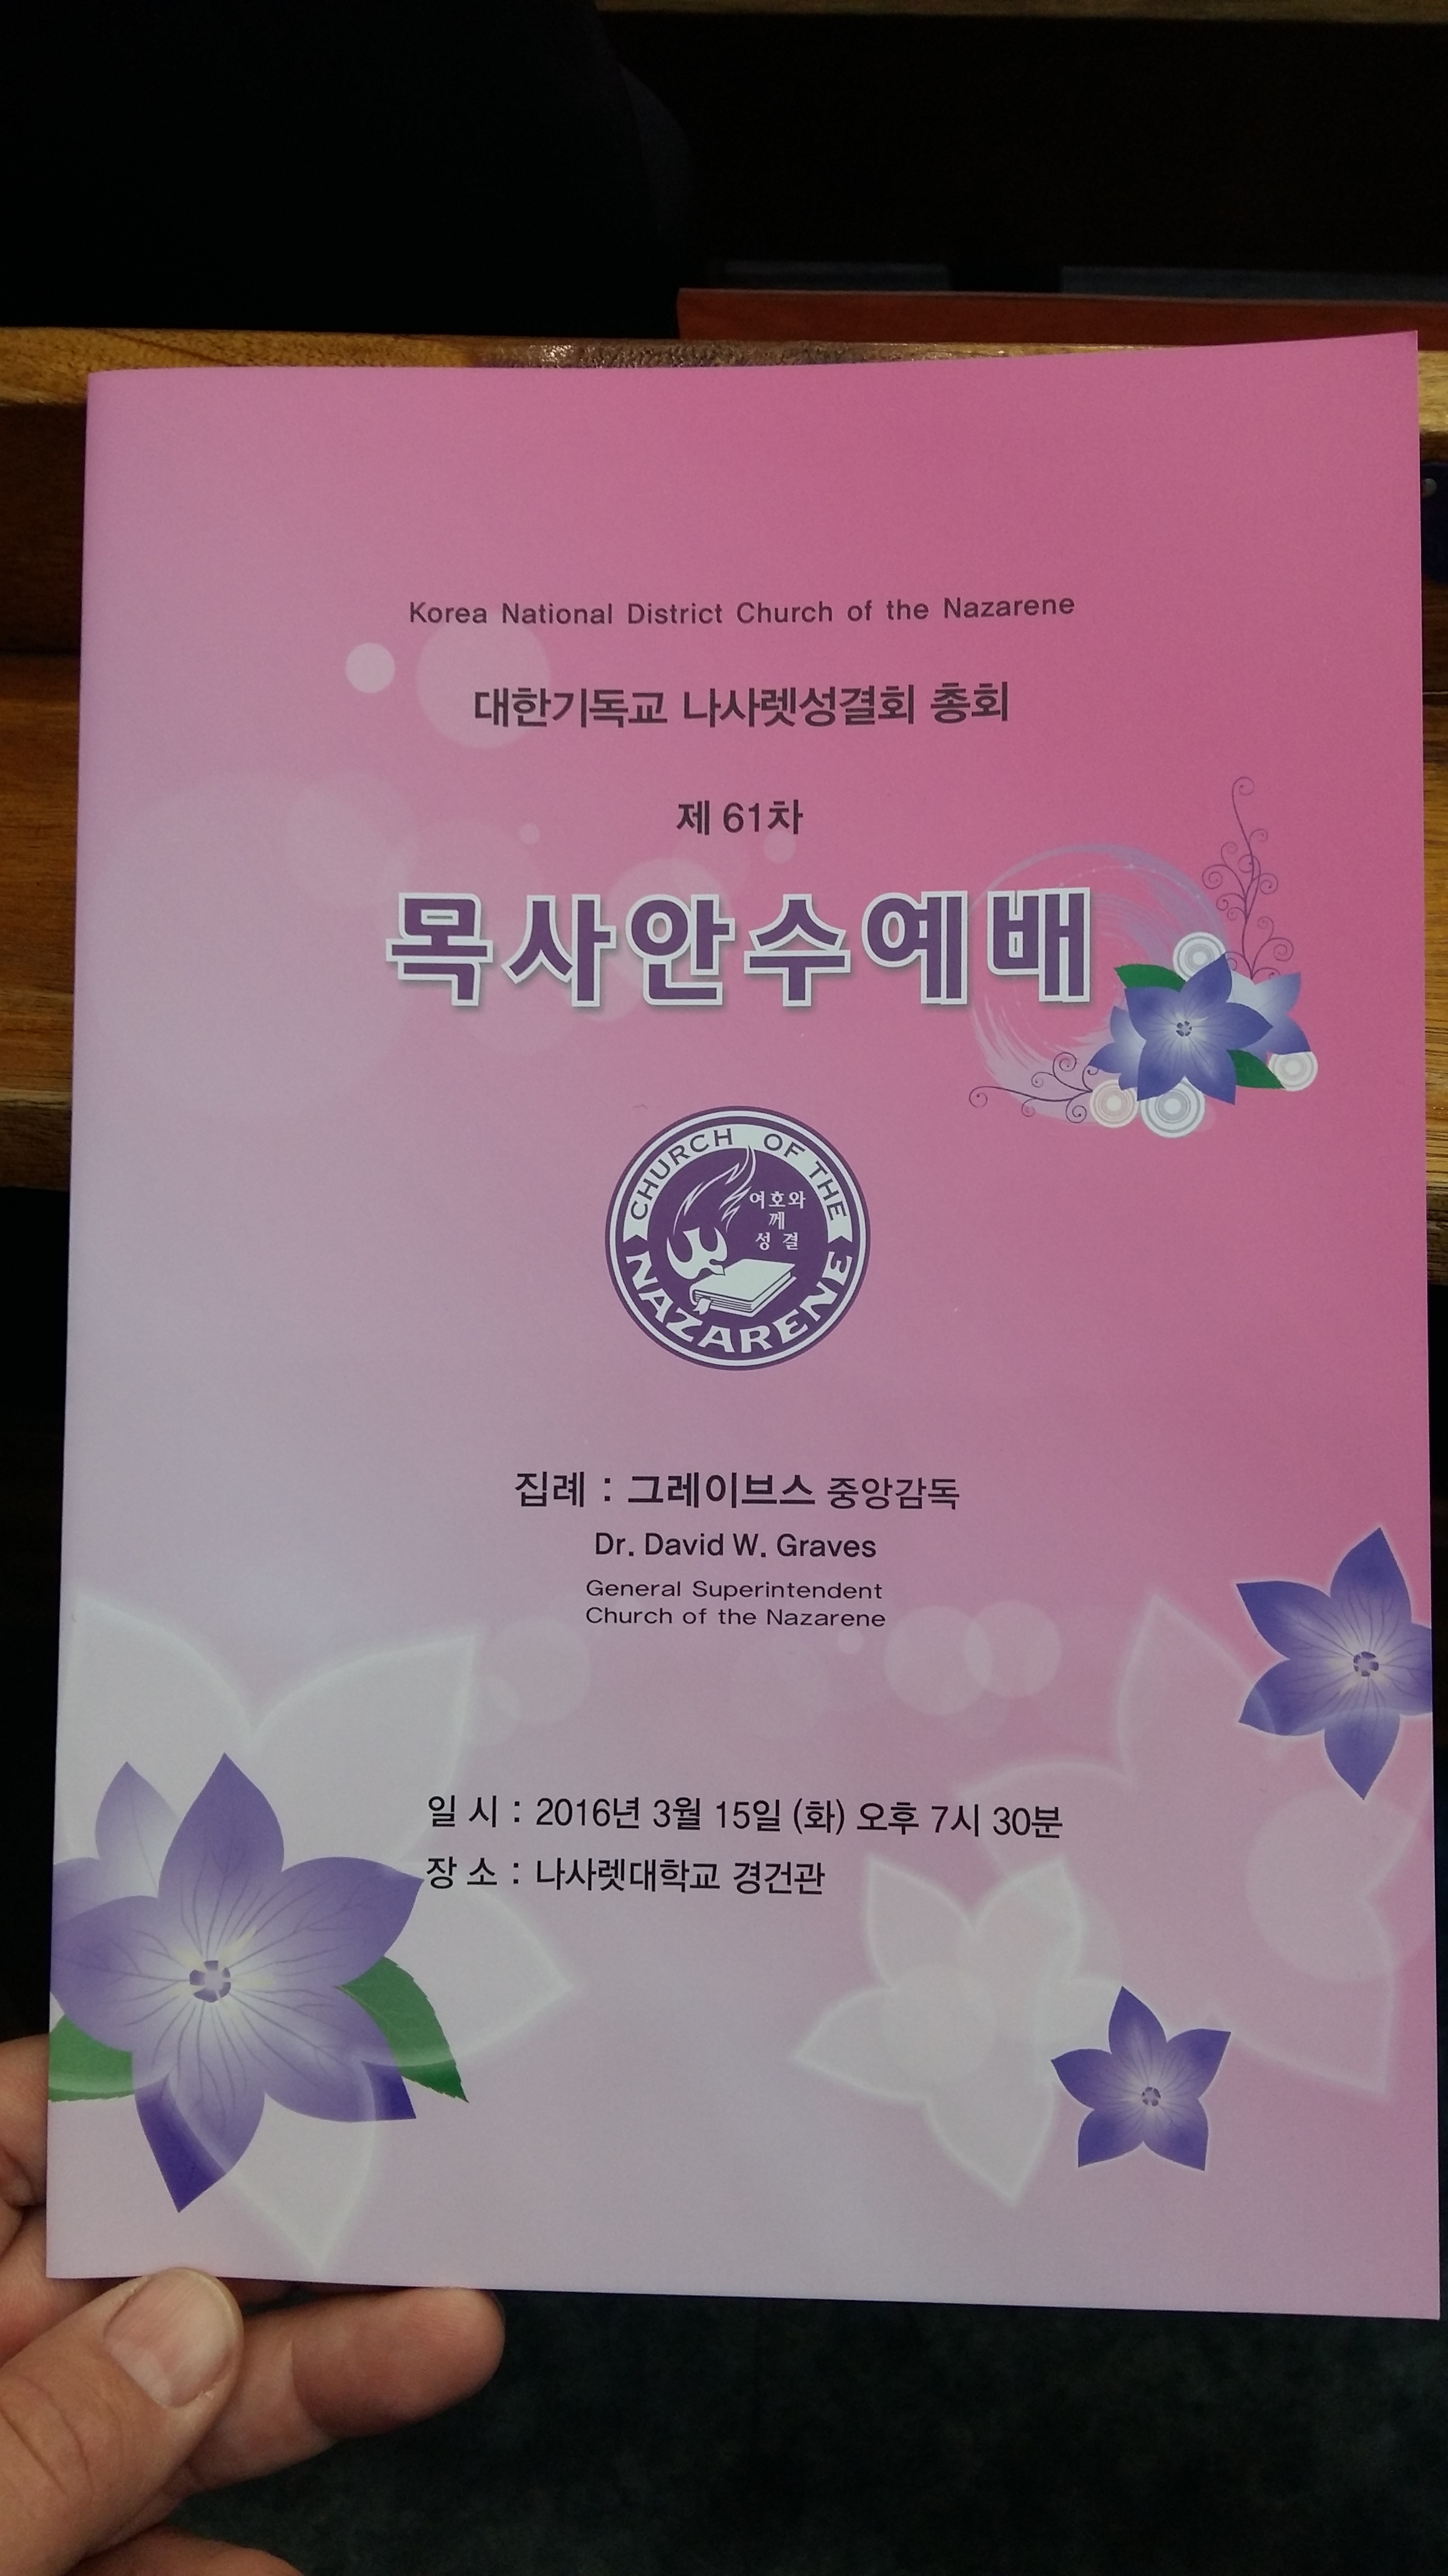 Korea National District Church of the Nazarene
대한기독교 나사렛성결회 총회
제 61차
목사안수예배
CHURCH OF THE
여호와
께
성 결
NAZARENE
집례 : 그레이브스 중앙감독
Dr. David W. Graves
General Superintendent
Church of the Nazarene
일 시 : 2016년 3월 15일 (화) 오후 7시 30분
장 소 : 나사렛대학교 경건관